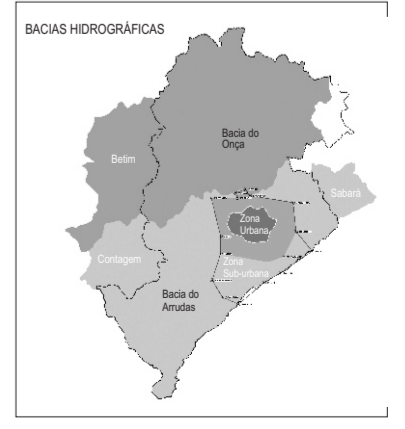 BACIAS HIDROGRÁFICAS
Bacia do
Onça
Betim
Sabará
Zona
Urbana
Contagem
Zona
Sub-urbana
Bacia do
Arrudas